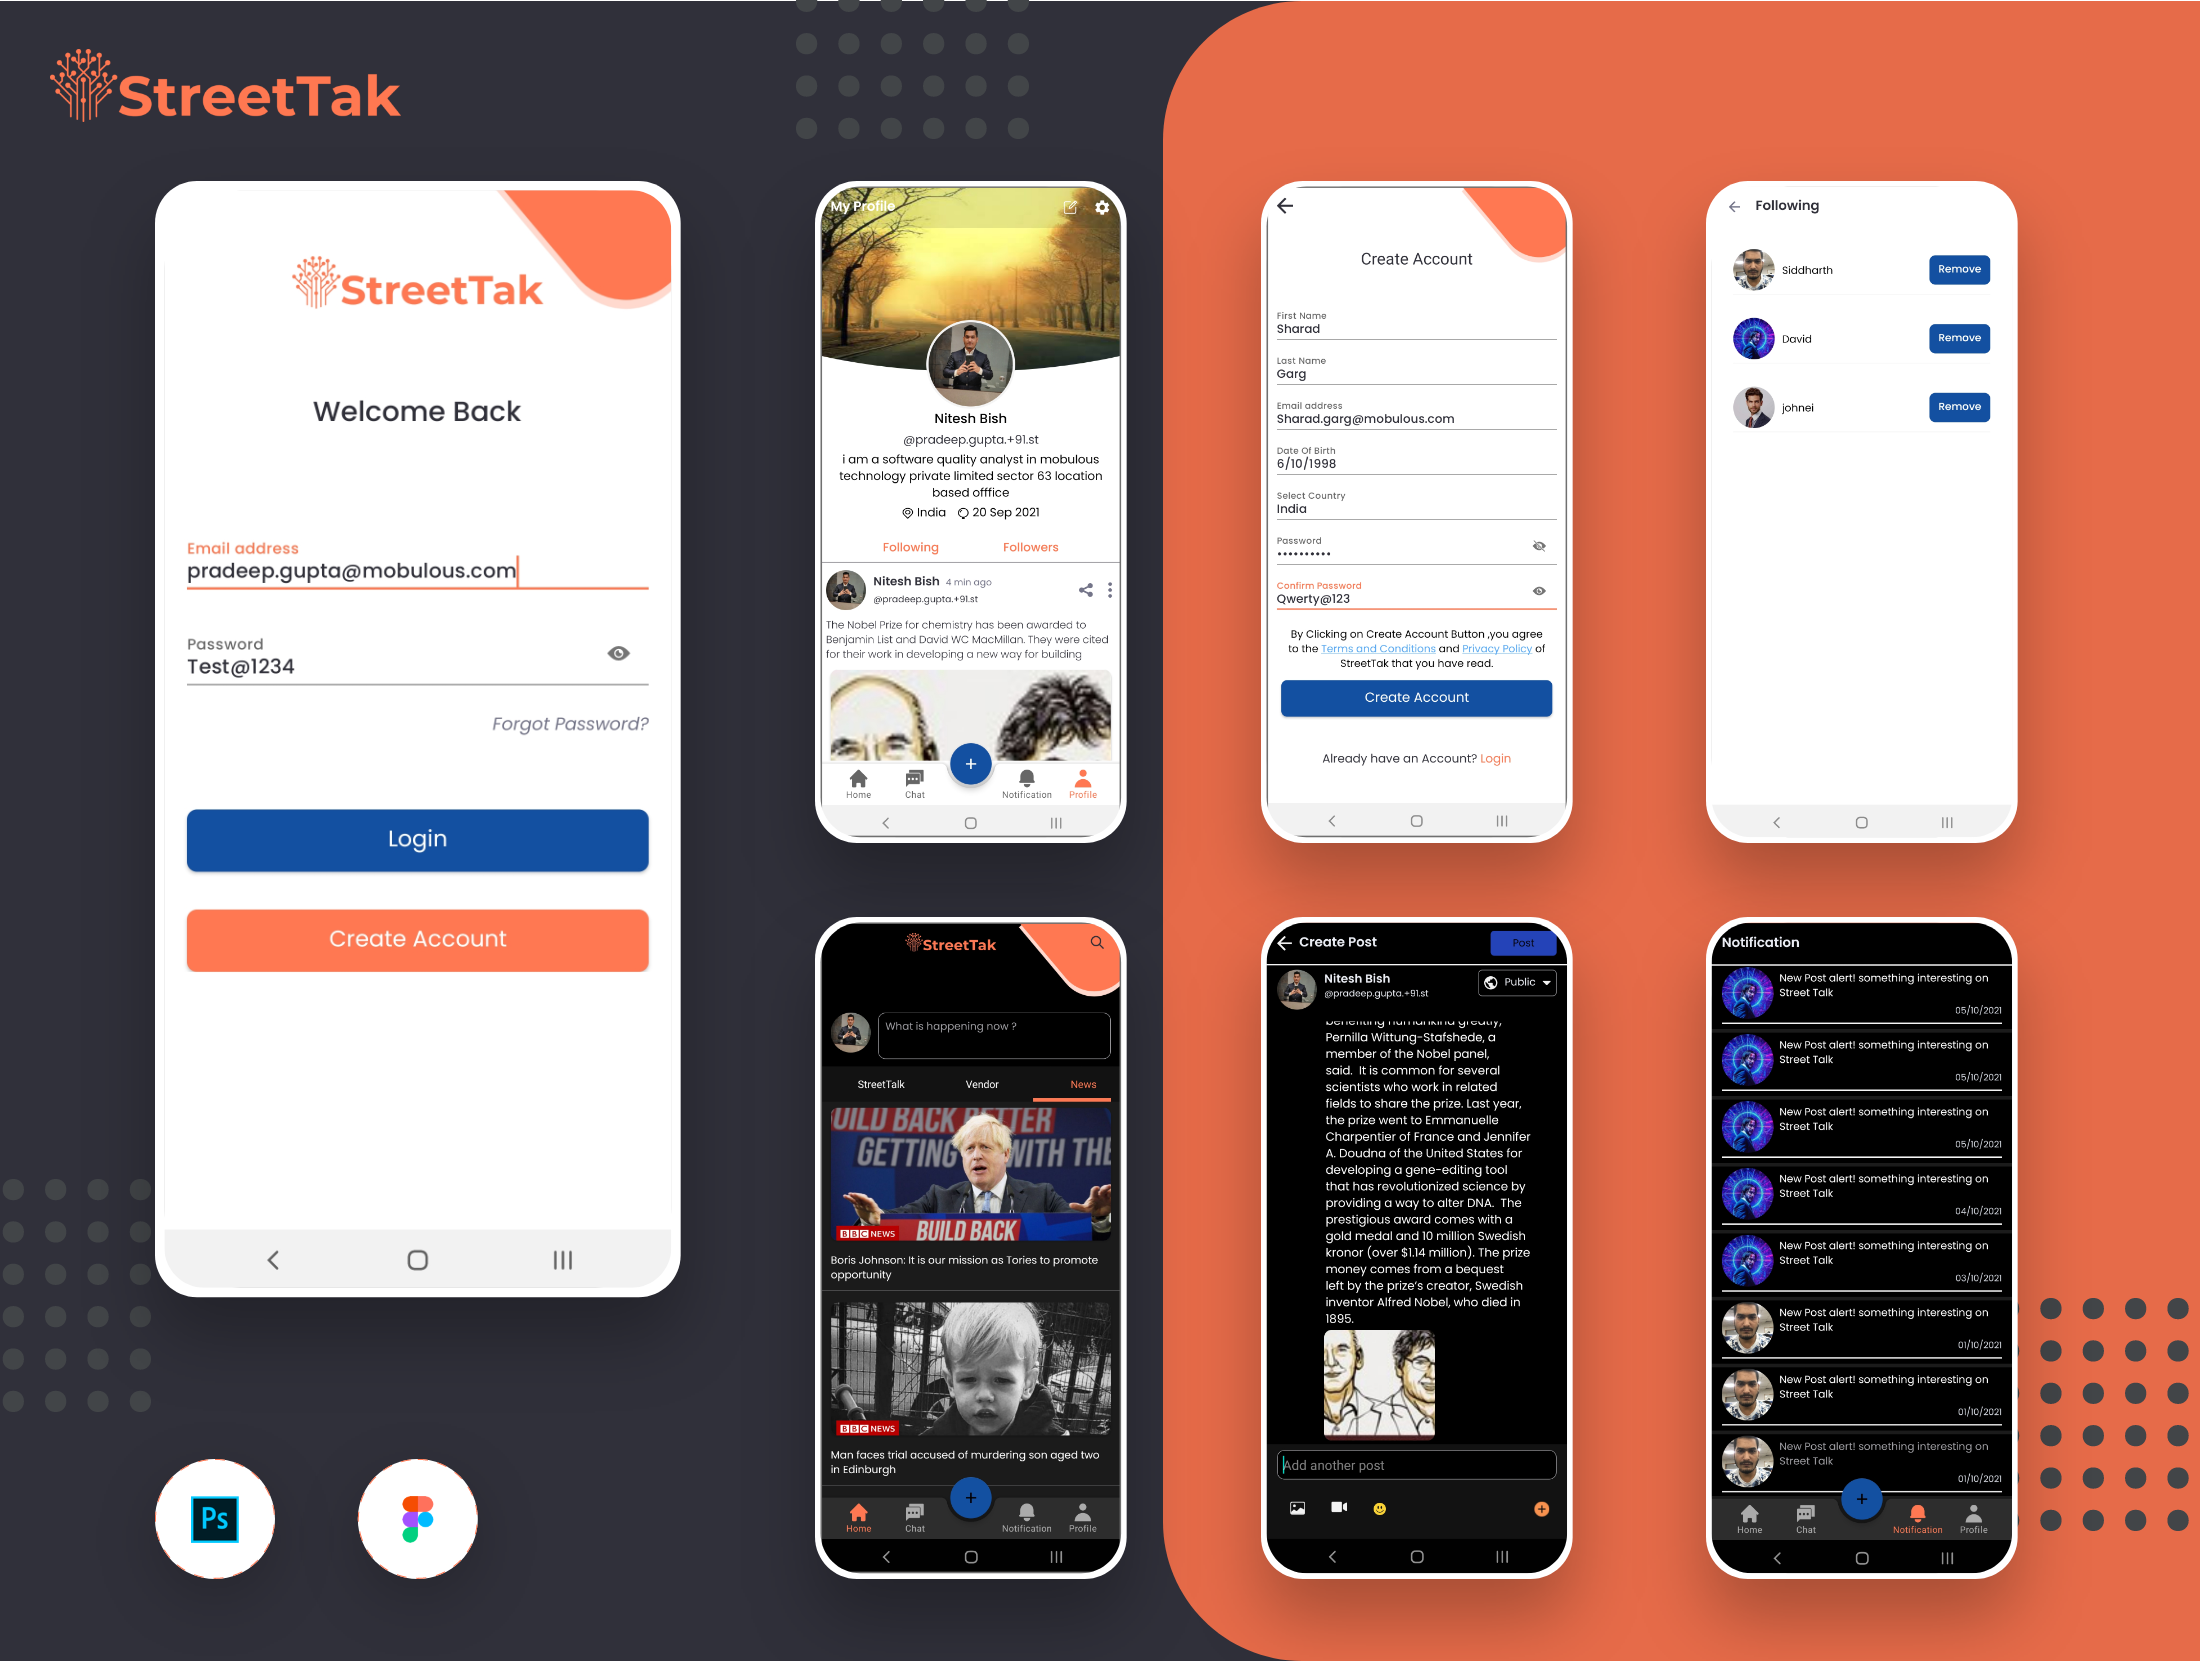 StreetTak
StreetTak
Welcome Back
Email address
pradeep.gupta@mobulous.com
Password
Test@1234
Forgot Password?
Login
Create Account
My Profile
Nitesh Bish
@pradeep.gupta.+91.st
i am a software quality analyst in mobulous
technology private limited sector 63 location
based offfice
India 20 Sep 2021
Following Followers
Nitesh Bish 4 min ago
@pradeep.gupta.+91.st
The Nobel Prize for chemistry has been awarded to
Benjamin List and David WC MacMillan. They were cited
for their work in developing a new way for building
+
Home Chat Notification Profile
Create Account
First Name
Sharad
Last Name
Garg
Email address
Sharad.garg@mobulous.com
Date Of Birth
6/10/1998
Select Country
India
Password
••••••••••
Confirm Password
Qwerty@123
By Clicking on Create Account Button ,you agree
to the Terms and Conditions and Privacy Policy of
StreetTak that you have read.
Create Account
Already have an Account? Login
Following
Siddharth Remove
David Remove
johnei Remove
StreetTak
What is happening now ?
StreetTalk Vendor News
UILD BACK BETTER
GETTING WITH THE
BUILD BACK
BBC NEWS
Boris Johnson: It is our mission as Tories to promote
opportunity
BBC NEWS
Man faces trial accused of murdering son aged two
in Edinburgh
+
Home Chat Notification Profile
Create Post Post
Nitesh Bish
@pradeep.gupta.+91.st
Public
benefiting humankind greatly,
Pernilla Wittung-Stafshede, a
member of the Nobel panel,
said. It is common for several
scientists who work in related
fields to share the prize. Last year,
the prize went to Emmanuelle
Charpentier of France and Jennifer
A. Doudna of the United States for
developing a gene-editing tool
that has revolutionized science by
providing a way to alter DNA. The
prestigious award comes with a
gold medal and 10 million Swedish
kronor (over $1.14 million). The prize
money comes from a bequest
left by the prize's creator, Swedish
inventor Alfred Nobel, who died in
1895.
Add another post
Notification
New Post alert! something interesting on
Street Talk
05/10/2021
New Post alert! something interesting on
Street Talk
05/10/2021
New Post alert! something interesting on
Street Talk
05/10/2021
New Post alert! something interesting on
Street Talk
04/10/2021
New Post alert! something interesting on
Street Talk
03/10/2021
New Post alert! something interesting on
Street Talk
01/10/2021
New Post alert! something interesting on
Street Talk
01/10/2021
New Post alert! something interesting on
Street Talk
01/10/2021
+
Home Chat Notification Profile
Ps